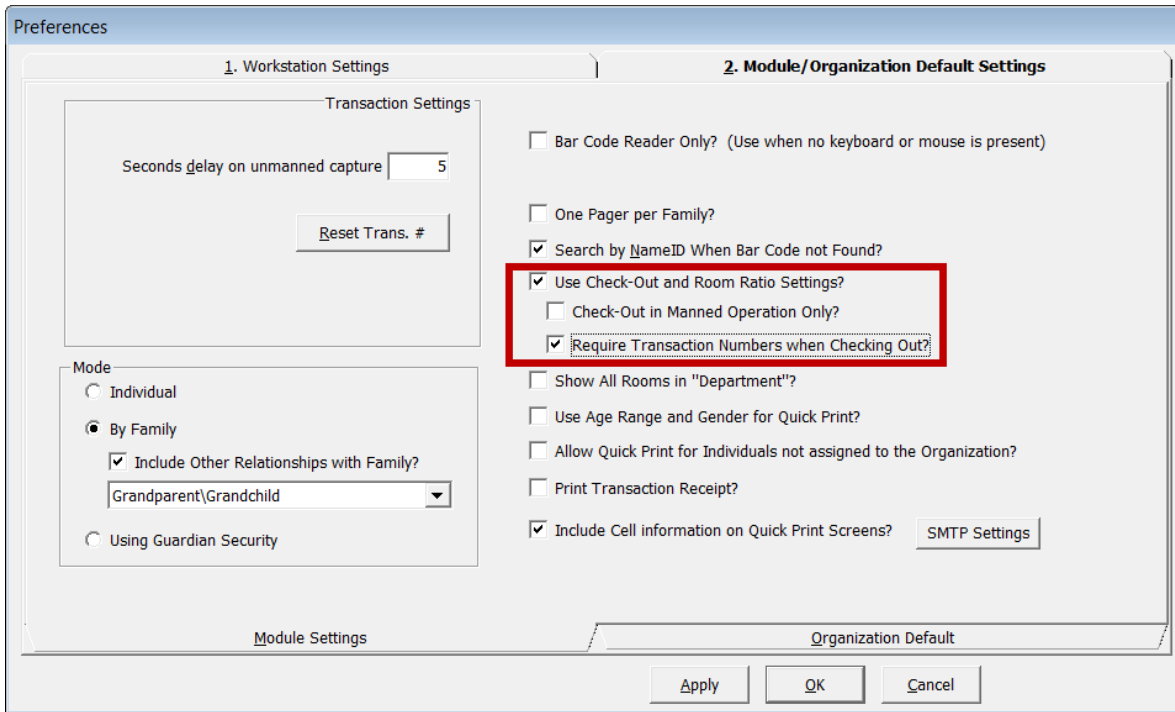 Preferences
1. Workstation Settings
2. Module/Organization Default Settings
Transaction Settings
Seconds delay on unmanned capture 5
Reset Trans. #
Mode
Individual
By Family
Include Other Relationships with Family?
Grandparent\Grandchild
Using Guardian Security
Bar Code Reader Only? (Use when no keyboard or mouse is present)
One Pager per Family?
Search by NameID When Bar Code not Found?
Use Check-Out and Room Ratio Settings?
Check-Out in Manned Operation Only?
Require Transaction Numbers when Checking Out?
Show All Rooms in "Department"?
Use Age Range and Gender for Quick Print?
Allow Quick Print for Individuals not assigned to the Organization?
Print Transaction Receipt?
Include Cell information on Quick Print Screens? SMTP Settings
Module Settings
Organization Default
Apply OK Cancel